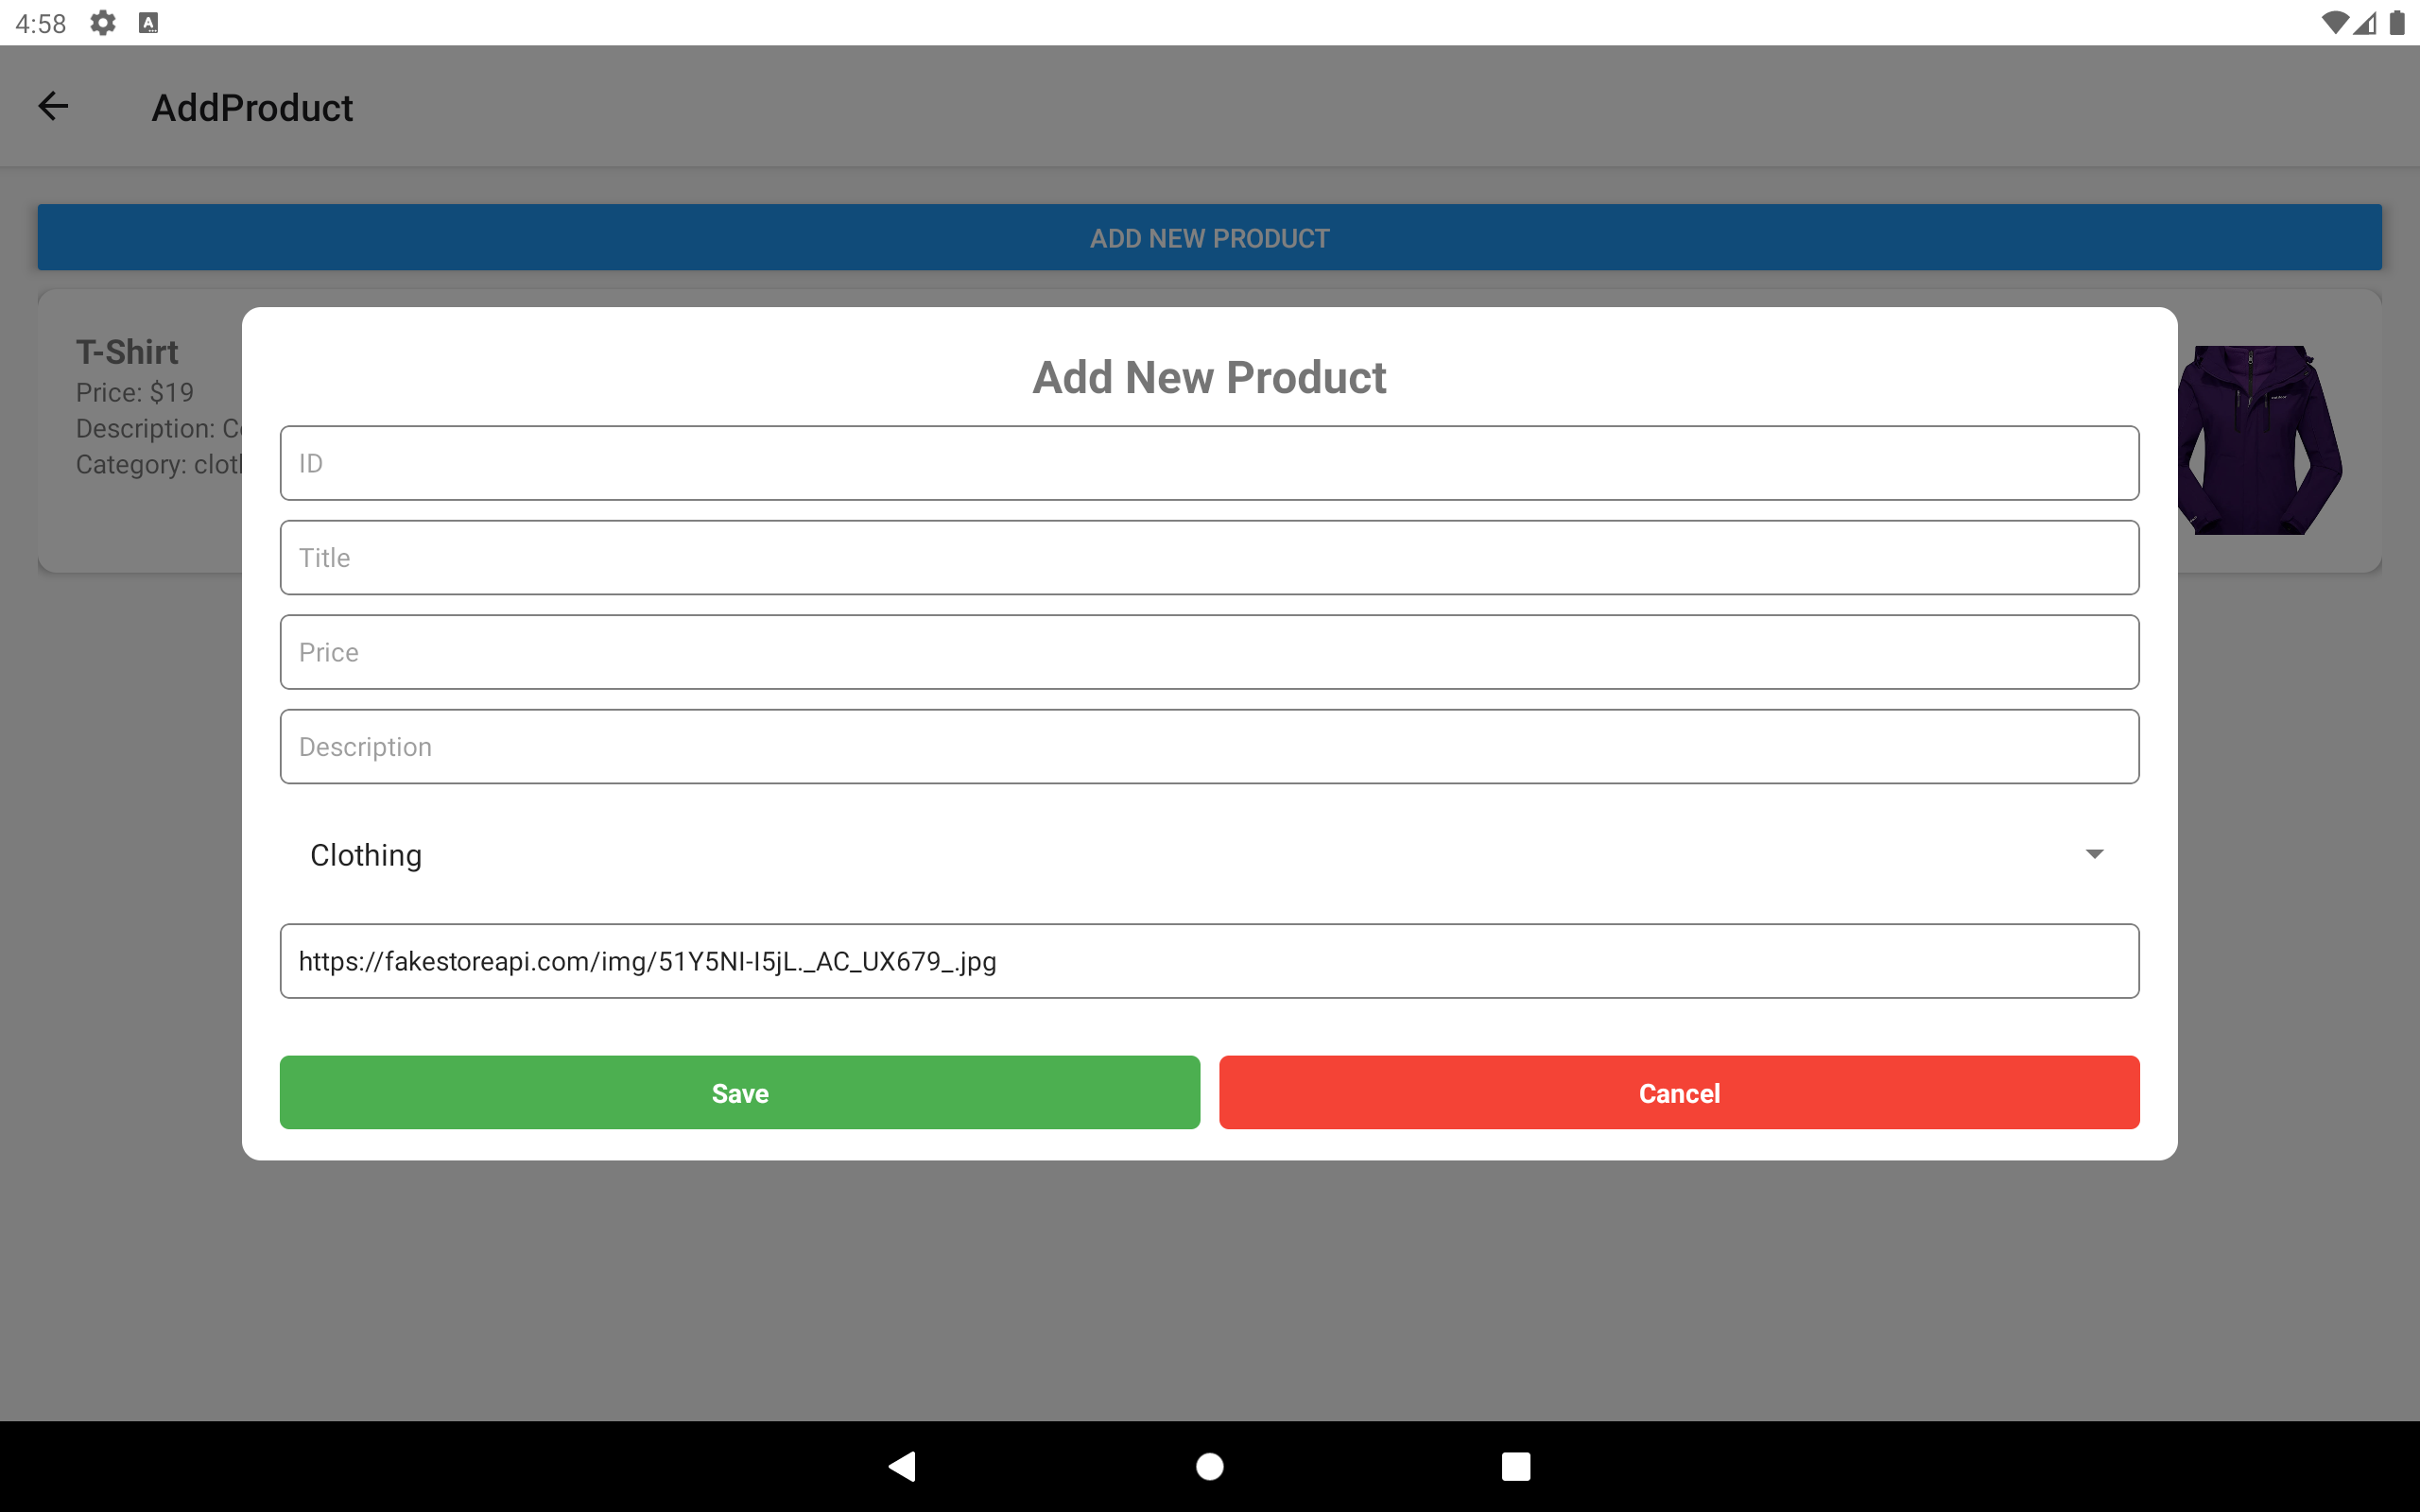 4:58
AddProduct
ADD NEW PRODUCT
T-Shirt
Price: $19
Description:
Category:
Add New Product
ID
Title
Price
Description
Clothing
https://fakestoreapi.com/img/51Y5NI-I5jL._AC_UX679_.jpg
Save
Cancel